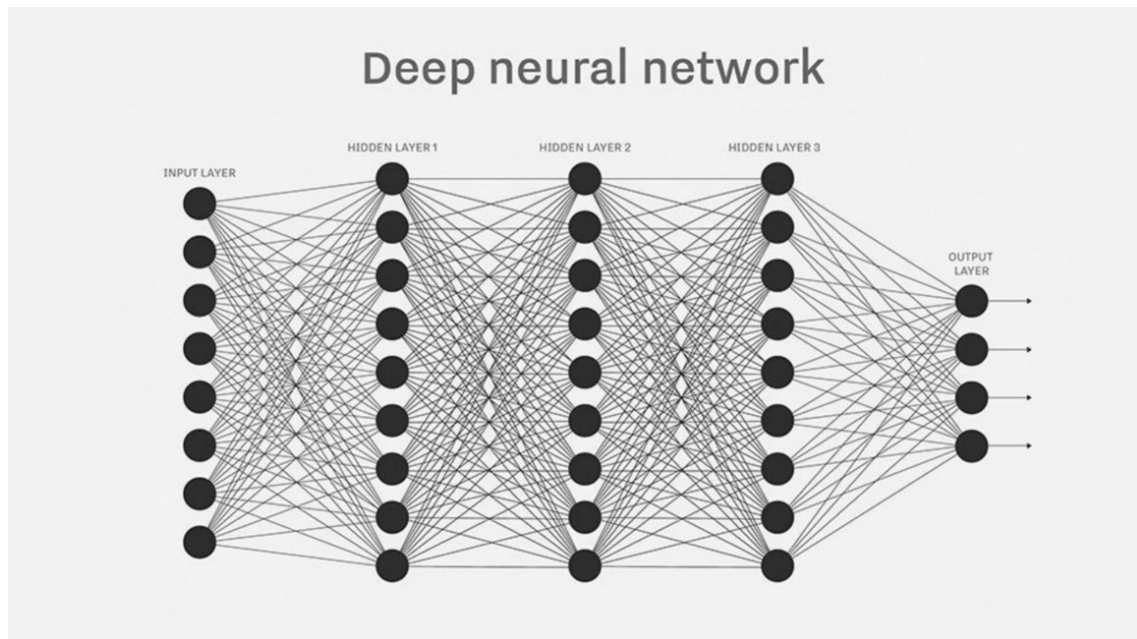 Deep neural network
HIDDEN LAYER 1
HIDDEN LAYER 2
HIDDEN LAYER 3
INPUT LAYER
OUTPUT
LAYER